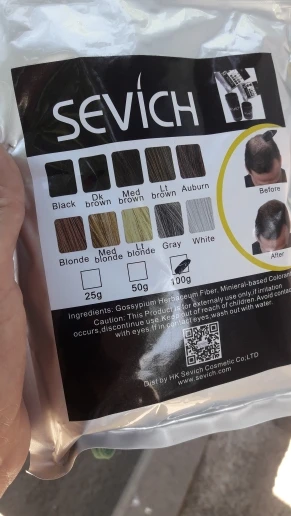 SEVICH
Black
Dk brown
Med brown
Lt brown
Auburn
Blonde
Med blonde
Lt blonde
Gray
White
Before
After
25g
50g
100g
Ingredients: Gossypium Herbaceum Fiber. Minieral-based Colorant
Caution: This Product is for externaly use only.if irritation
occurs,discontinue use.Keep out of reach of children.Avoid contact
with eyes.If in contact eyes,wash out with water.
Dist by HK Sevich Cosmetic Co.LTD
www.sevich.com